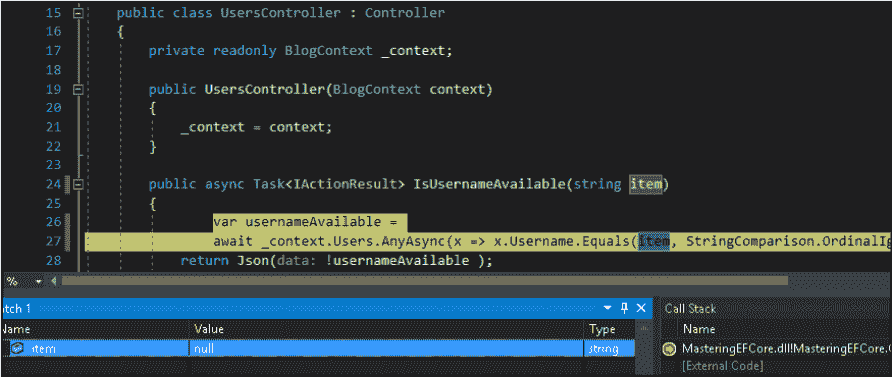 15 public class UsersController : Controller
16 {
17 private readonly BlogContext _context;
18
19 public UsersController(BlogContext context)
20 {
21 _context = context;
22 }
23
24 public async Task<IActionResult> IsUsernameAvailable(string item)
25 {
26 var usernameAvailable =
27 await _context.Users.AnyAsync(x => x.Username.Equals(item, StringComparison.OrdinalIg
28 return Json(data: !usernameAvailable );
%
atch 1
Call Stack
Name Value Type
Name
item null string
MasteringEFCore.dll!MasteringEFCore.
[External Code]